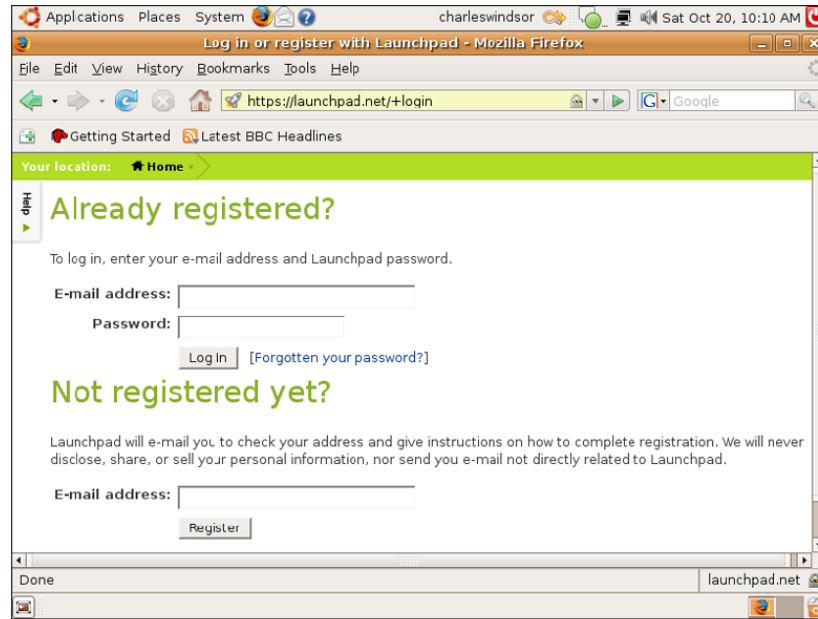 Applications Places System charleswindsor Sat Oct 20, 10:10 AM
Log in or register with Launchpad - Mozilla Firefox
File Edit View History Bookmarks Tools Help
https://launchpad.net/+login G Google
Getting Started Latest BBC Headlines
Your location: Home
Help
Already registered?
To log in, enter your e-mail address and Launchpad password.
E-mail address:
Password:
Log In [Forgotten your password?]
Not registered yet?
Launchpad will e-mail you to check your address and give instructions on how to complete registration. We will never
disclose, share, or sell your personal information, nor send you e-mail not directly related to Launchpad.
E-mail address:
Register
Done launchpad.net